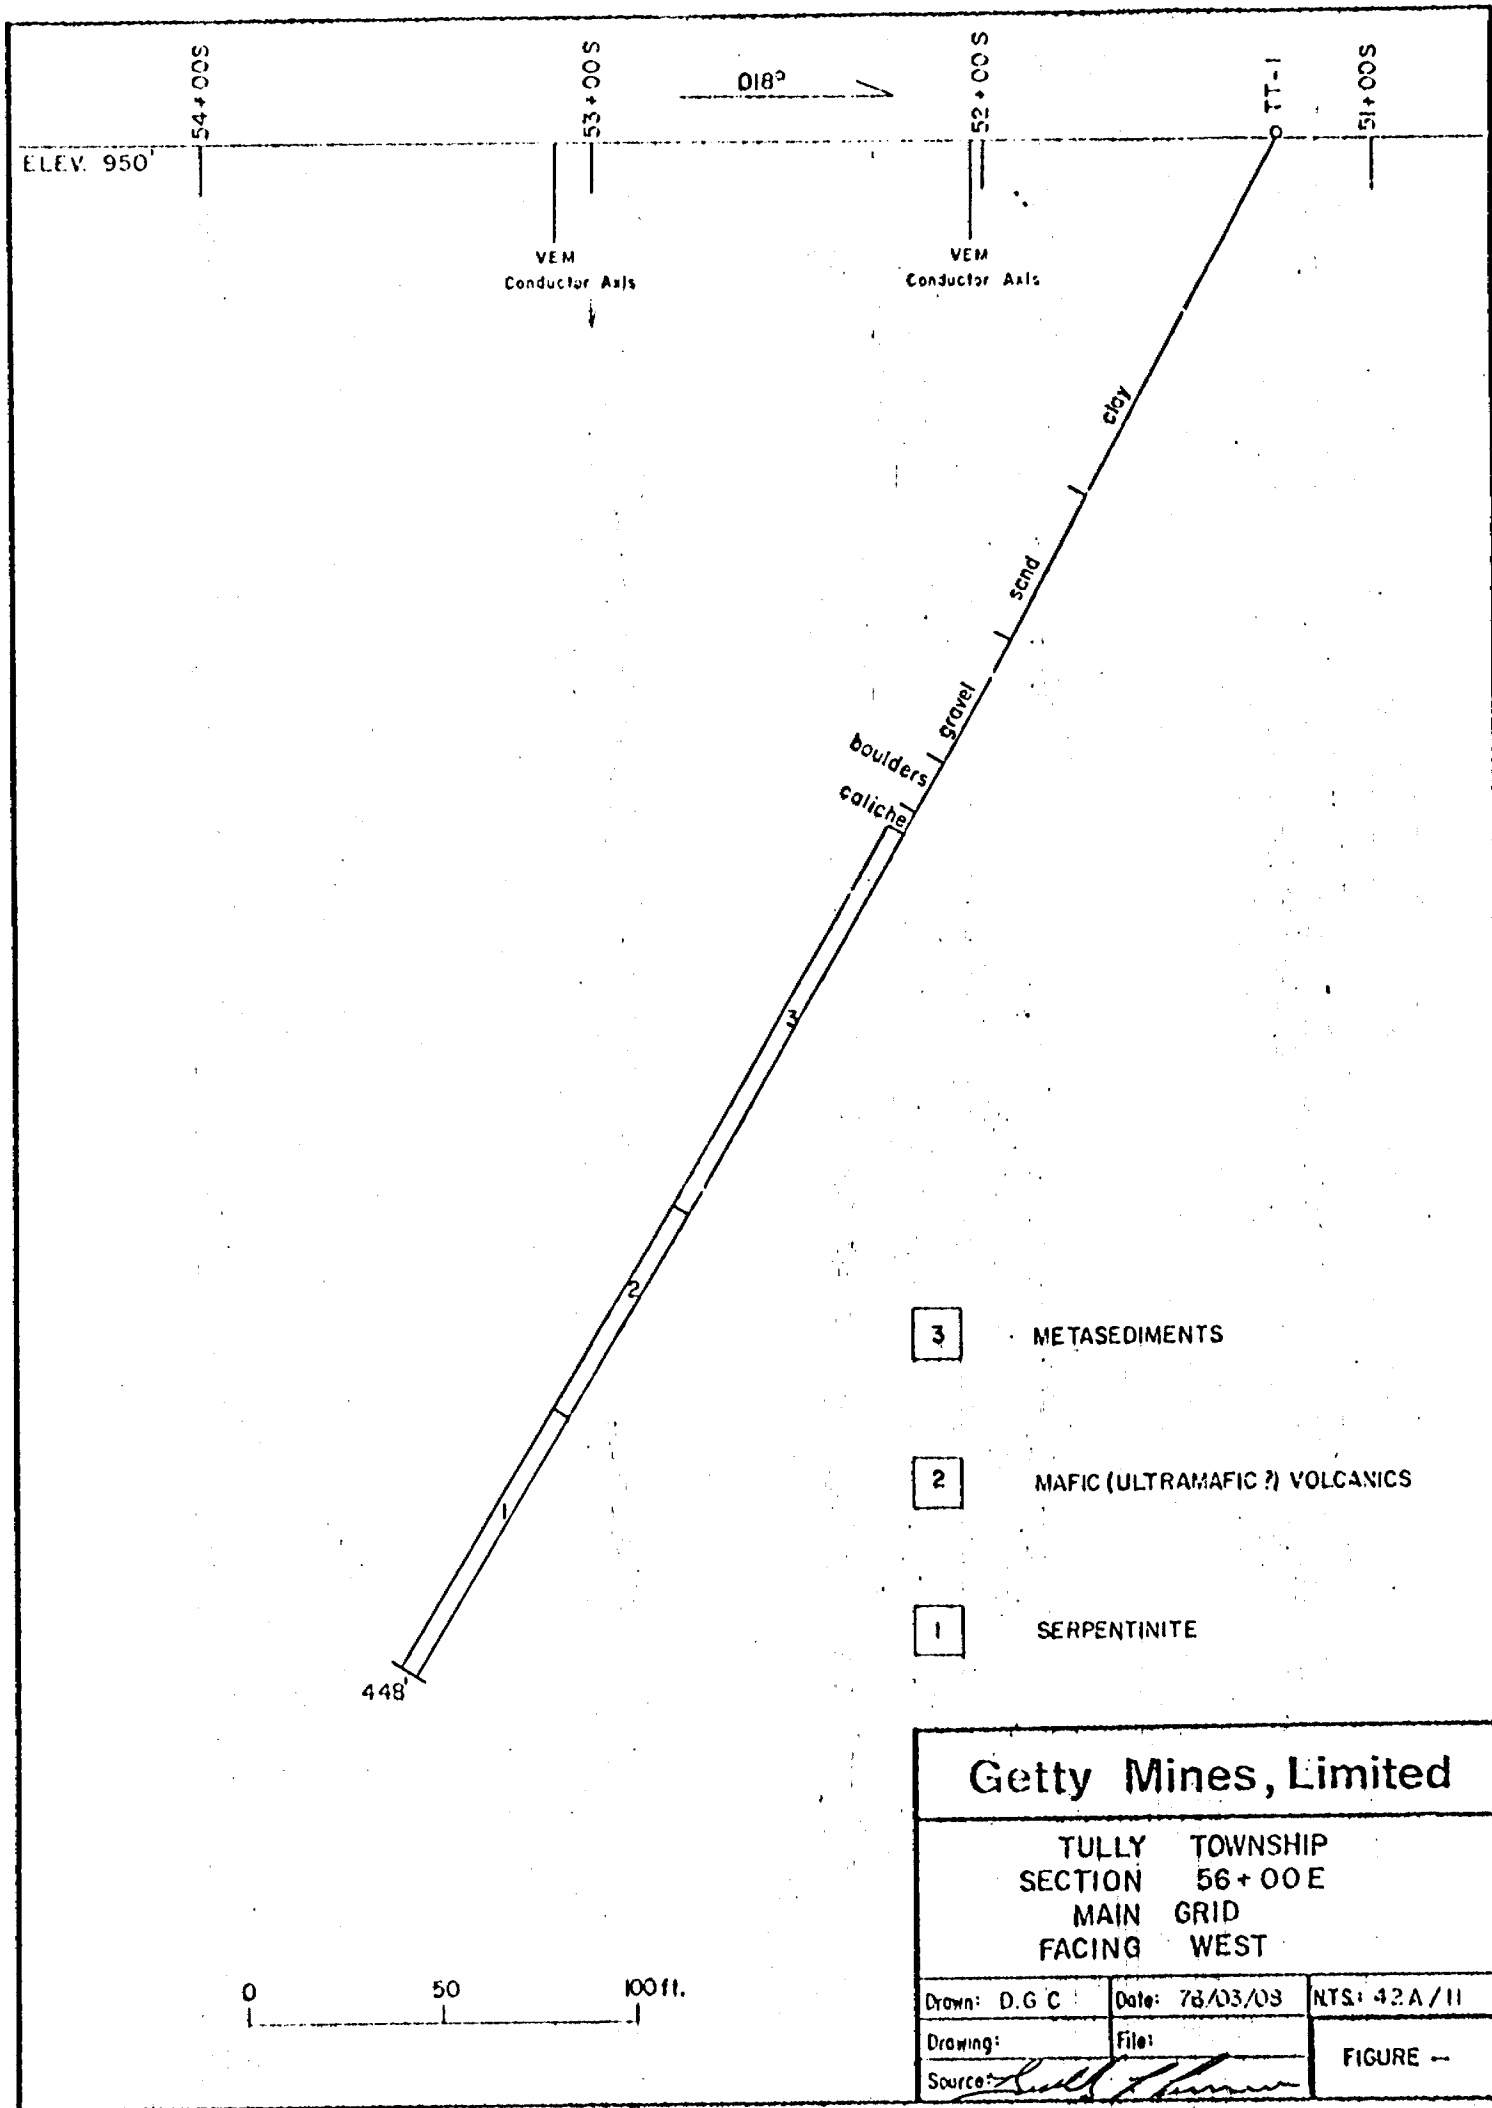 54+00S
53+00S
018°
52+00S
TT-1
51+00S
ELEV. 950'
VEM
Conductor Axis
VEM
Conductor Axis
clay
sand
gravel
boulders
caliche
3
2
1
448'
3 METASEDIMENTS
2 MAFIC (ULTRAMAFIC ?) VOLCANICS
1 SERPENTINITE
Getty Mines, Limited
TULLY TOWNSHIP
SECTION 56+00E
MAIN GRID
FACING WEST
0 50 100ft.
Drawn: D.G C Date: 78/03/08 N.T.S.: 42A/11
Drawing: File:
FIGURE –
Source: